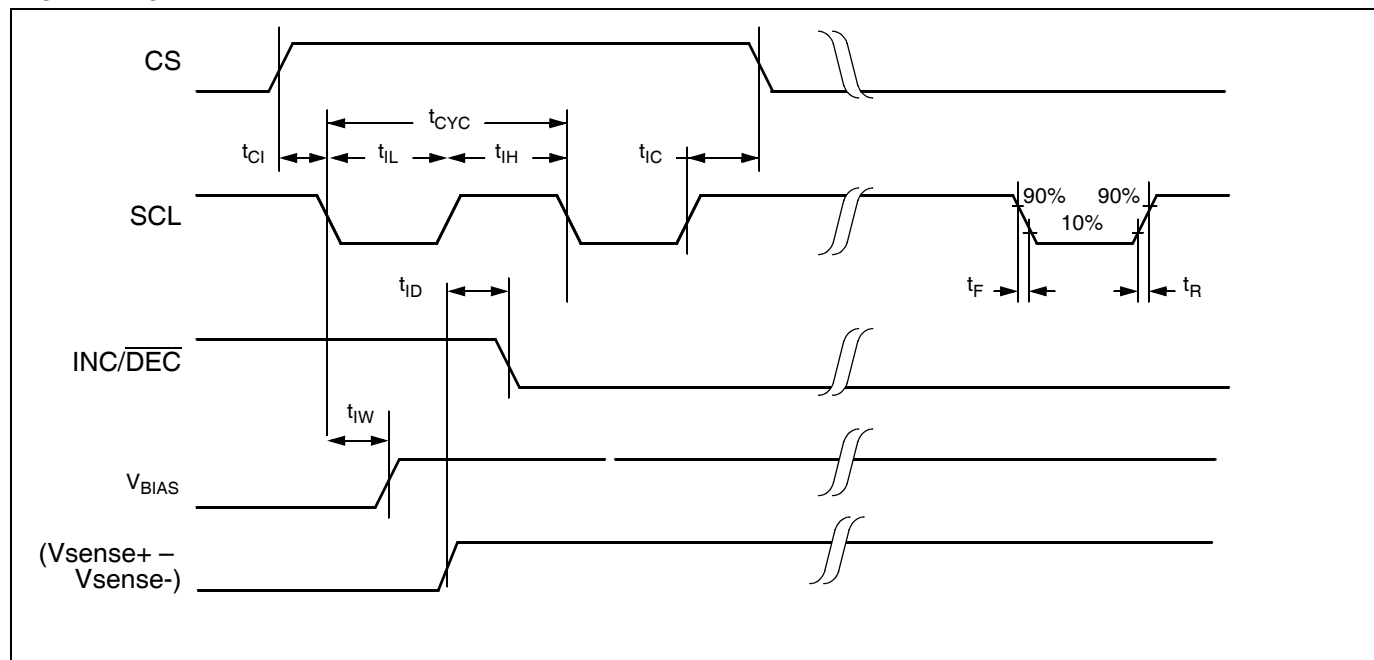 CS
tCYC
tCI tIL tIH tIC
SCL
90% 90%
10%
tID
tF tR
INC/DEC
tIW
VBIAS
(Vsense+ –
Vsense-)